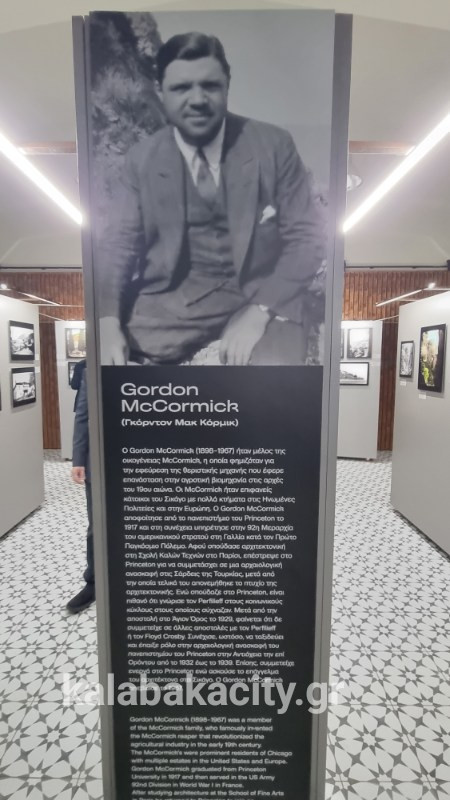 Gordon
McCormick
(Γκόρντον Μακ Κόρμικ)
Ο Gordon McCormick (1898-1967) ήταν μέλος της
οικογένειας McCormick, η οποία φημιζόταν για
την εφεύρεση της θεριστικής μηχανής που έφερε
επανάσταση στην αγροτική βιομηχανία στις αρχές
του 19ου αιώνα. Οι McCormick ήταν επιφανείς
κάτοικοι του Σικάγο με πολλά κτήματα στις Ηνωμένες
Πολιτείες και στην Ευρώπη. Ο Gordon McCormick
αποφοίτησε από το πανεπιστήμιο του Princeton το
1917 και στη συνέχεια υπηρέτησε στην 92η Μεραρχία
του αμερικανικού στρατού στη Γαλλία κατά τον Πρώτο
Παγκόσμιο Πόλεμο. Αφού σπούδασε αρχιτεκτονική
στη Σχολή Καλών Τεχνών στο Παρίσι, επέστρεψε στο
Princeton για να συμμετάσχει σε μια αρχαιολογική
ανασκαφή στις Σάρδεις της Τουρκίας, μετά από
την οποία τελικά του απονεμήθηκε το πτυχίο της
αρχιτεκτονικής. Ενώ σπούδαζε στο Princeton, είναι
πιθανό ότι γνώρισε τον Perfilieff στους κοινωνικούς
κύκλους στους οποίους σύχναζαν. Μετά από την
αποστολή στο Άγιον Όρος το 1929, φαίνεται ότι δε
συμμετείχε σε άλλες αποστολές με τον Perfilieff
ή τον Floyd Crosby. Συνέχισε, ωστόσο, να ταξιδεύει
και έπαιξε ρόλο στην αρχαιολογική ανασκαφή του
πανεπιστημίου του Princeton στην Αντιόχεια την επί
Ορόντου από το 1932 έως το 1939. Επίσης, συμμετείχε
ενεργά στο Princeton ενώ ασκούσε το επάγγελμα
του αρχιτέκτονα στο Σικάγο. Ο Gordon McCormick
kalabakacity.gr
Gordon McCormick (1898-1967) was a member
of the McCormick family, who famously invented
the McCormick reaper that revolutionized the
agricultural industry in the early 19th century.
The McCormick's were prominent residents of Chicago
with multiple estates in the United States and Europe.
Gordon McCormick graduated from Princeton
University in 1917 and then served in the US Army
92nd Division in World War I in France.
After studying architecture at the School of Fine Arts